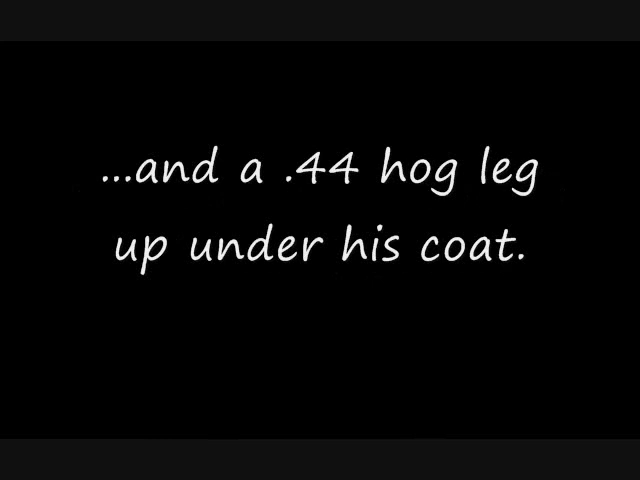 ...and a .44 hog leg
up under his coat.